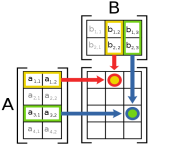 B
b₁,₁ b₁,₂ b₁,₃
b₂,₁ b₂,₂ b₂,₃
A
a₁,₁ a₁,₂
a₂,₁ a₂,₂
a₃,₁ a₃,₂
a₄,₁ a₄,₂